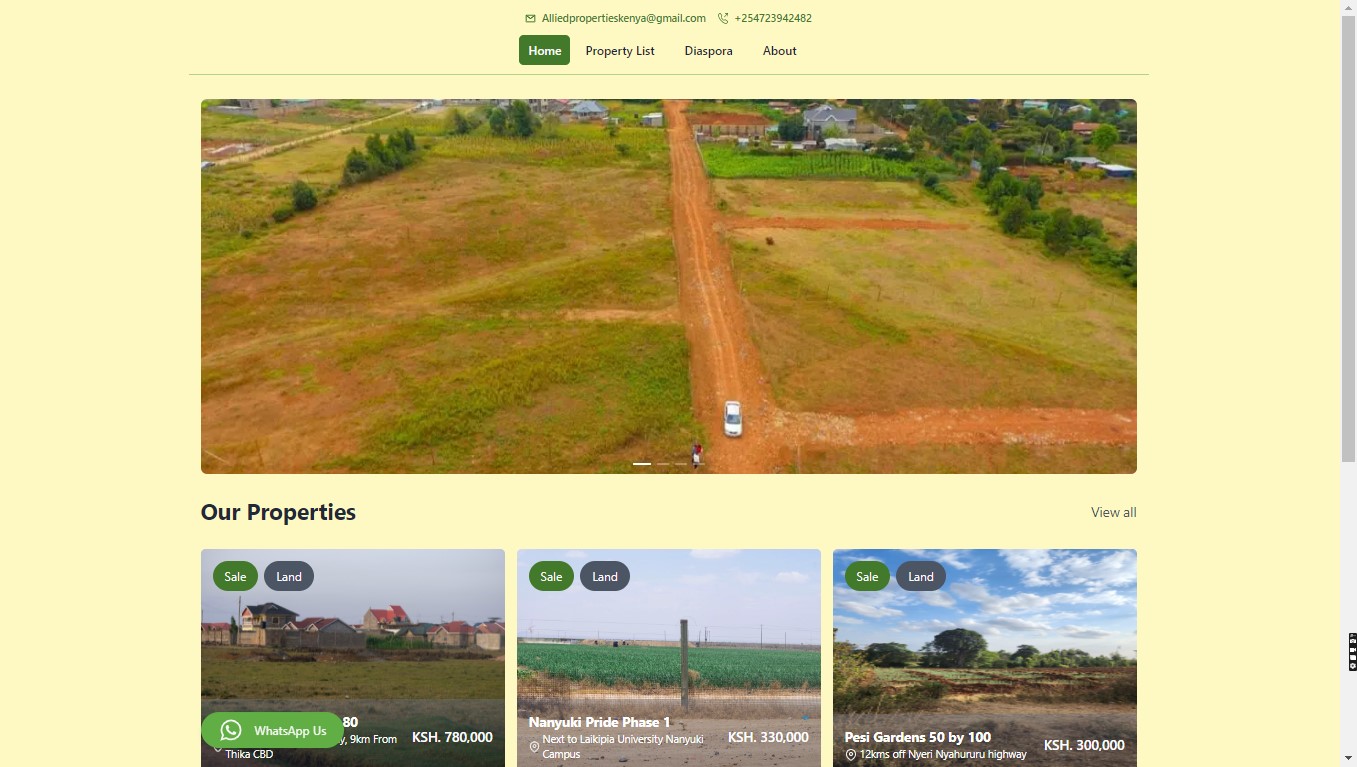 Alliedpropertieskenya@gmail.com +254723942482
Home Property List Diaspora About
Our Properties
View all
Sale Land
80
y, 9km From
Thika CBD
KSH. 780,000
WhatsApp Us
Sale Land
Nanyuki Pride Phase 1
Next to Laikipia University Nanyuki
Campus
KSH. 330,000
Sale Land
Pesi Gardens 50 by 100
12kms off Nyeri Nyahururu highway
KSH. 300,000